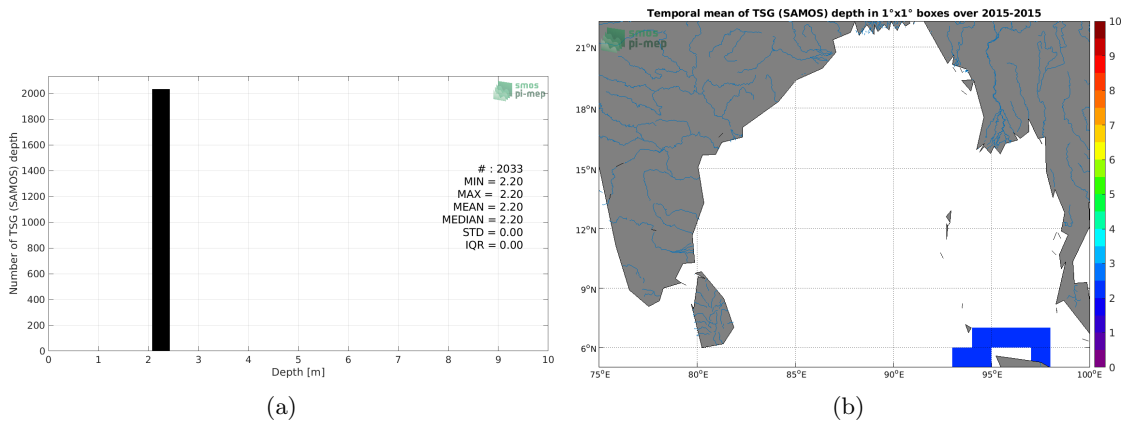 Temporal mean of TSG (SAMOS) depth in 1°x1° boxes over 2015-2015
smos
pi-mep
Number of TSG (SAMOS) depth
2000
1800
1600
1400
1200
1000
800
600
400
200
0
# : 2033
MIN = 2.20
MAX = 2.20
MEAN = 2.20
MEDIAN = 2.20
STD = 0.00
IQR = 0.00
0 1 2 3 4 5 6 7 8 9 10
Depth [m]
(a)
smos
pi-mep
21°N
18°N
15°N
12°N
9°N
6°N
75°E 80°E 85°E 90°E 95°E 100°E
10
9
8
7
6
5
4
3
2
1
0
(b)